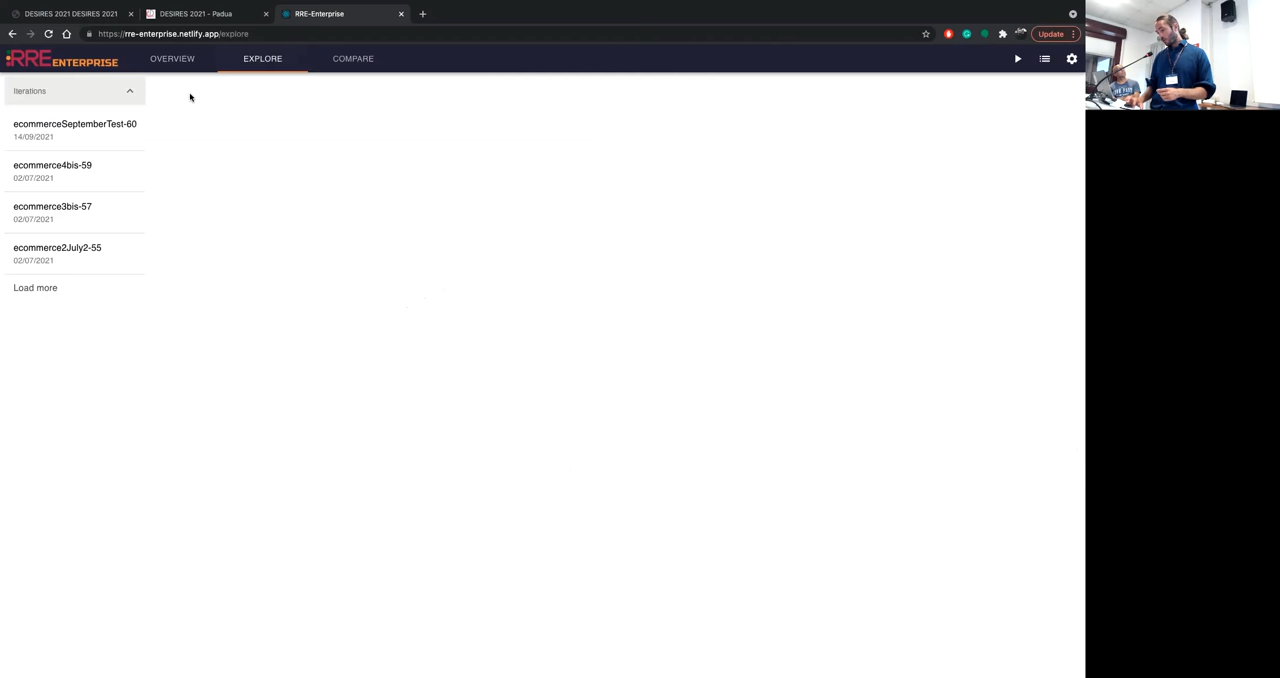 DESIRES 2021 DESIRES 2021
DESIRES 2021 - Padua
RRE-Enterprise
https://rre-enterprise.netlify.app/explore
Update
RRE ENTERPRISE
OVERVIEW
EXPLORE
COMPARE
Iterations
ecommerceSeptemberTest-60
14/09/2021
ecommerce4bis-59
02/07/2021
ecommerce3bis-57
02/07/2021
ecommerce2July2-55
02/07/2021
Load more